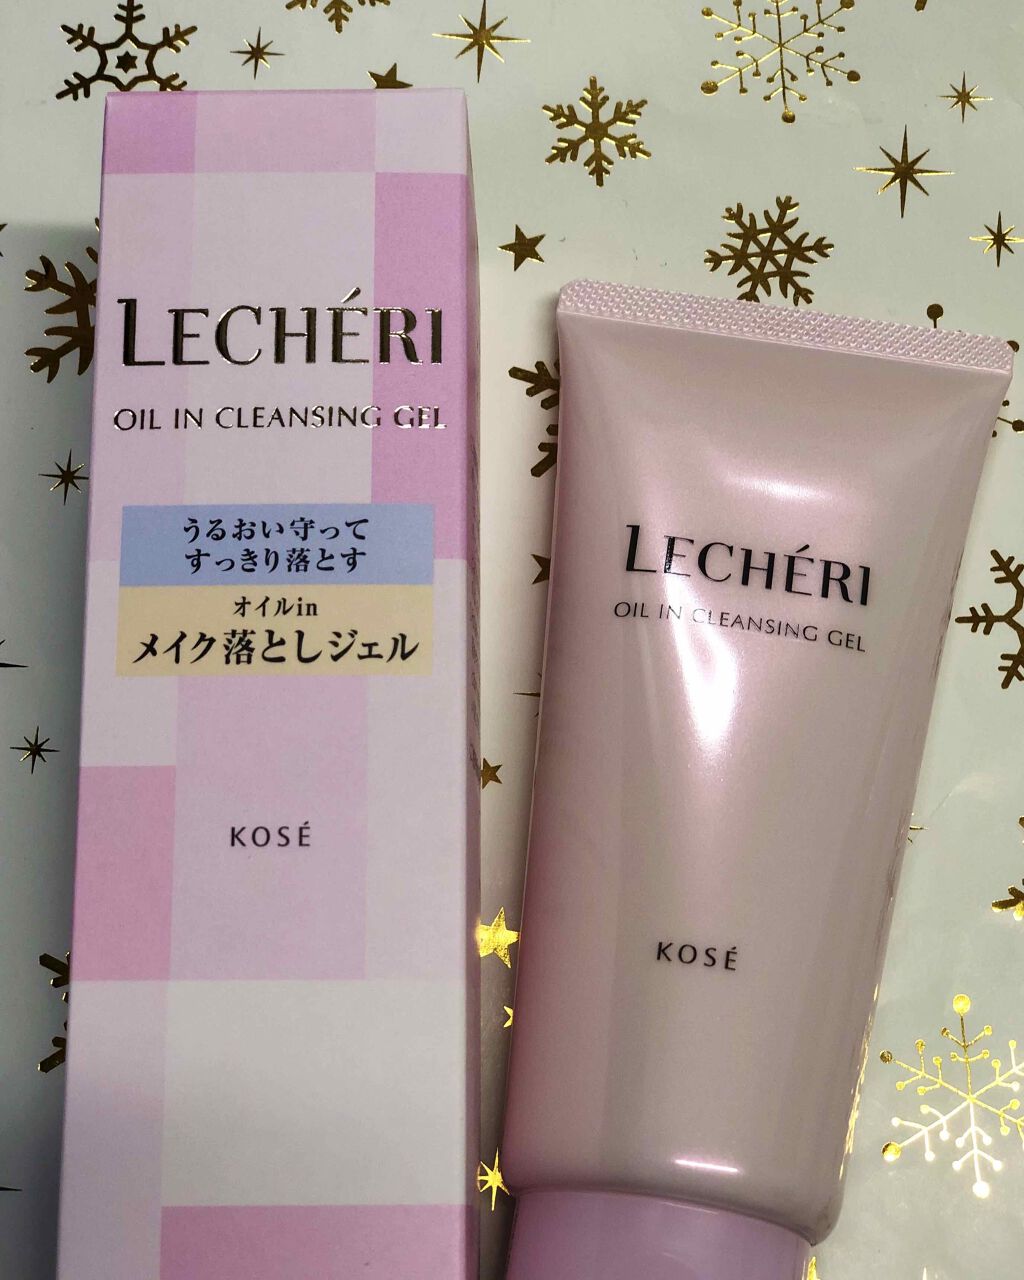 LECHÉRI
OIL IN CLEANSING GEL
うるおい守って
すっきり落とす
オイルin
メイク落としジェル
KOSÉ
LECHÉRI
OIL IN CLEANSING GEL
KOSÉ